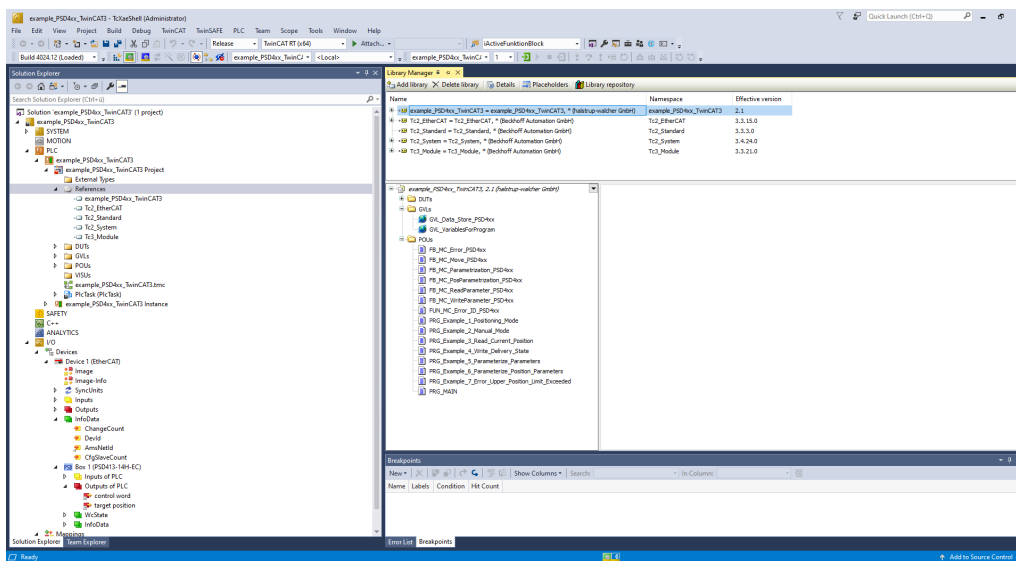 example_PSD4xx_TwinCAT3 - TcXaeShell (Administrator)
Quick Launch (Ctrl+Q)
File Edit View Project Build Debug TwinCAT TwinSAFE PLC Team Scope Tools Window Help
Release TwinCAT RT (x64) Attach... iActiveFunktionBlock
Build 4024.12 (Loaded) example_PSD4xx_TwinCA <Local> example_PSD4xx_TwinCA 1
Solution Explorer
Search Solution Explorer (Ctrl+ü)
Solution 'example_PSD4xx_TwinCAT3' (1 project)
example_PSD4xx_TwinCAT3
SYSTEM
MOTION
PLC
example_PSD4xx_TwinCAT3
example_PSD4xx_TwinCAT3 Project
External Types
References
example_PSD4xx_TwinCAT3
Tc2_EtherCAT
Tc2_Standard
Tc2_System
Tc3_Module
DUTs
GVLs
POUs
VISUs
example_PSD4xx_TwinCAT3.tmc
PlcTask (PlcTask)
example_PSD4xx_TwinCAT3 Instance
SAFETY
C++
ANALYTICS
I/O
Devices
Device 1 (EtherCAT)
Image
Image-Info
SyncUnits
Inputs
Outputs
InfoData
ChangeCount
DevId
AmsNetId
CfgSlaveCount
Box 1 (PSD413-14H-EC)
Inputs of PLC
Outputs of PLC
control word
target position
WcState
InfoData
Mappings
Solution Explorer Team Explorer
Library Manager
Add library Delete library Details Placeholders Library repository
Name Namespace Effective version
example_PSD4xx_TwinCAT3 = example_PSD4xx_TwinCAT3, * (halstrup-walcher GmbH) example_PSD4xx_TwinCAT3 2.1
Tc2_EtherCAT = Tc2_EtherCAT, * (Beckhoff Automation GmbH) Tc2_EtherCAT 3.3.15.0
Tc2_Standard = Tc2_Standard, * (Beckhoff Automation GmbH) Tc2_Standard 3.3.3.0
Tc2_System = Tc2_System, * (Beckhoff Automation GmbH) Tc2_System 3.4.24.0
Tc3_Module = Tc3_Module, * (Beckhoff Automation GmbH) Tc3_Module 3.3.21.0
example_PSD4xx_TwinCAT3, 2.1 (halstrup-walcher GmbH)
DUTs
GVLs
GVL_Data_Store_PSD4xx
GVL_VariablesForProgram
POUs
FB_MC_Error_PSD4xx
FB_MC_Move_PSD4xx
FB_MC_Parametrization_PSD4xx
FB_MC_PosParametrization_PSD4xx
FB_MC_ReadParameter_PSD4xx
FB_MC_WriteParameter_PSD4xx
FUN_MC_Error_ID_PSD4xx
PRG_Example_1_Positioning_Mode
PRG_Example_2_Manual_Mode
PRG_Example_3_Read_Current_Position
PRG_Example_4_Write_Delivery_State
PRG_Example_5_Parameterize_Parameters
PRG_Example_6_Parameterize_Position_Parameters
PRG_Example_7_Error_Upper_Position_Limit_Exceeded
PRG_MAIN
Breakpoints
New Show Columns Search: In Column:
Name Labels Condition Hit Count
Error List Breakpoints
Ready Add to Source Control